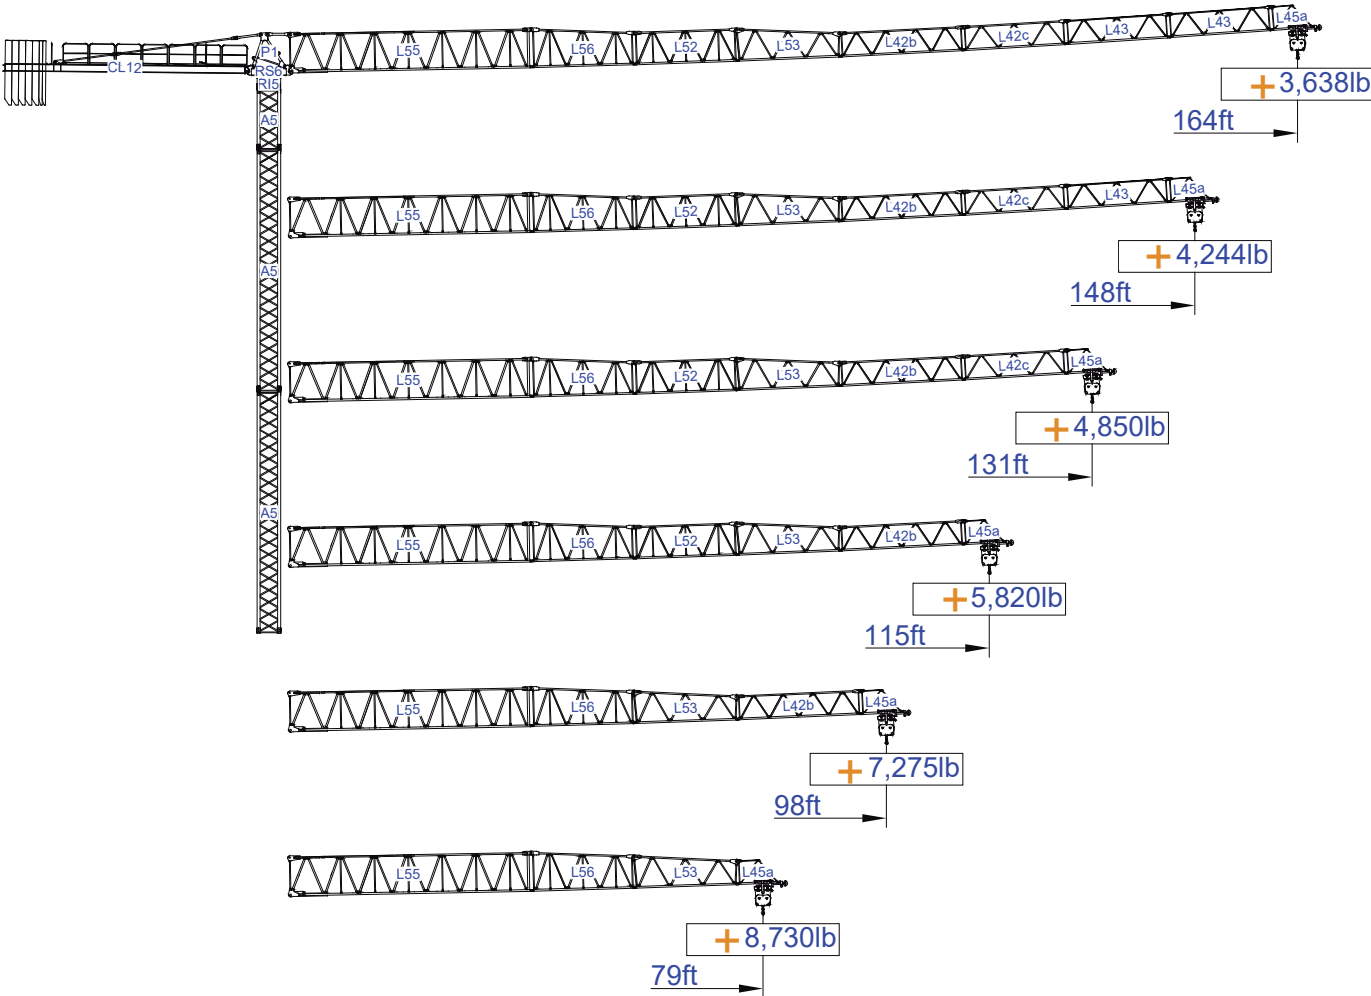 P1
CL12
RS6
RI5
A5
A5
A5
L55 L56 L52 L53 L42b L42c L43 L43 L45a
+ 3,638lb
164ft
L55 L56 L52 L53 L42b L42c L43 L45a
+ 4,244lb
148ft
L55 L56 L52 L53 L42b L42c L45a
+ 4,850lb
131ft
L55 L56 L52 L53 L42b L45a
+ 5,820lb
115ft
L55 L56 L53 L42b L45a
+ 7,275lb
98ft
L55 L56 L53 L45a
+ 8,730lb
79ft